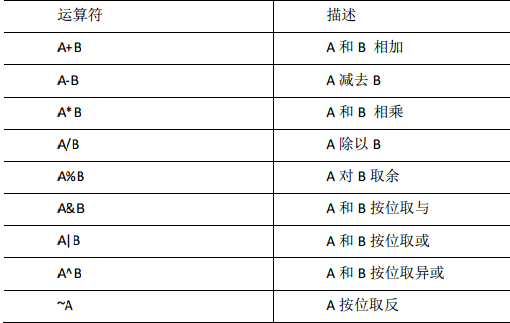 运算符 描述
A+B A 和 B 相加
A-B A 减去 B
A*B A 和 B 相乘
A/B A 除以 B
A%B A 对 B 取余
A&B A 和 B 按位取与
A|B A 和 B 按位取或
A^B A 和 B 按位取异或
~A A 按位取反